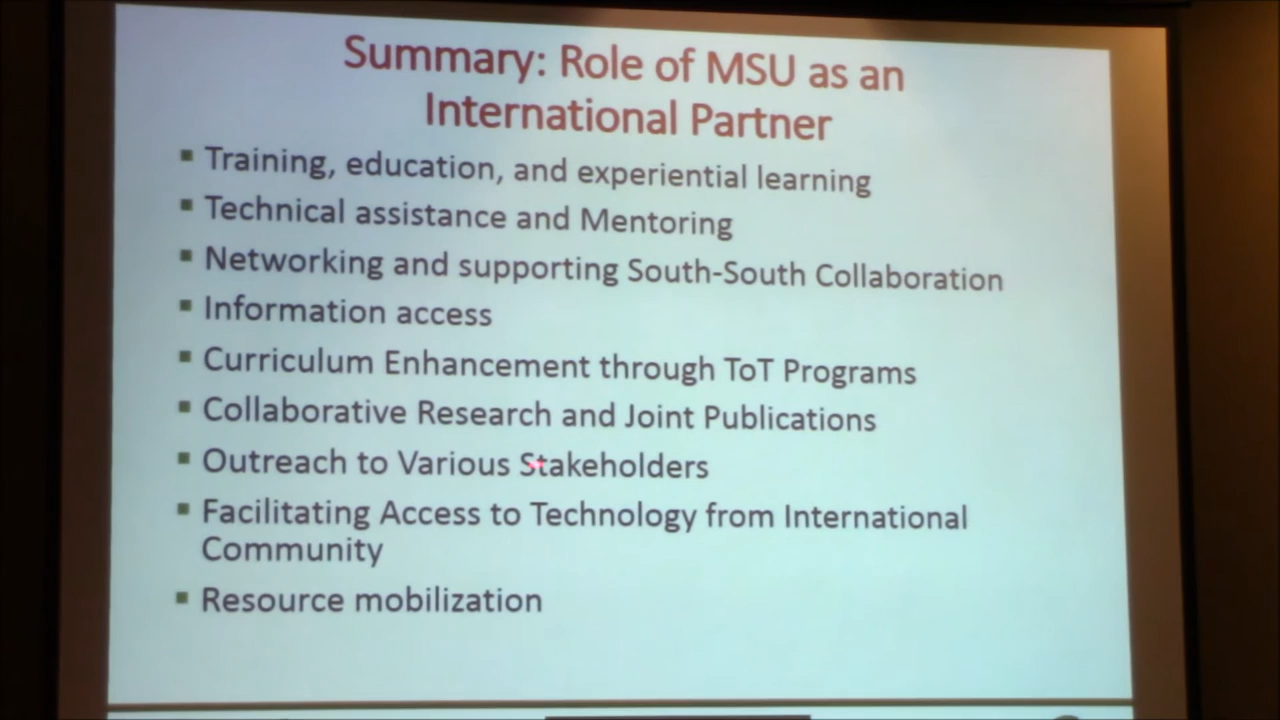 Summary: Role of MSU as an
International Partner
Training, education, and experiential learning
Technical assistance and Mentoring
Networking and supporting South-South Collaboration
Information access
Curriculum Enhancement through ToT Programs
Collaborative Research and Joint Publications
Outreach to Various Stakeholders
Facilitating Access to Technology from International
Community
Resource mobilization